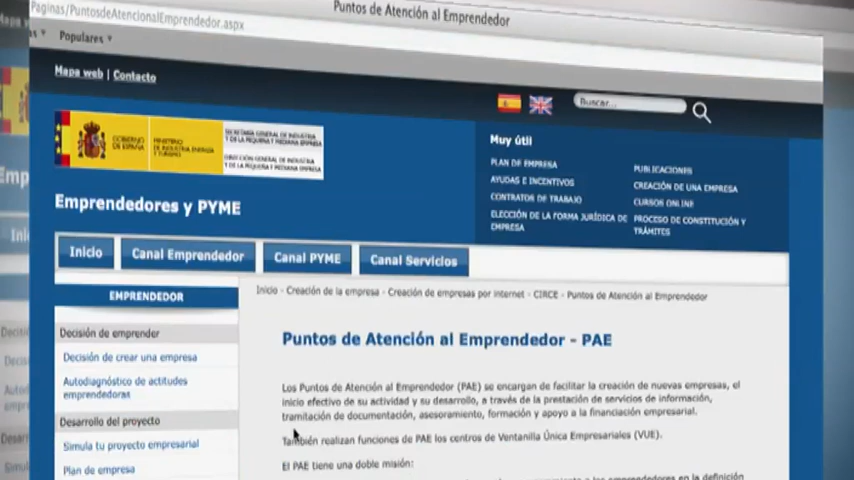 Puntos de Atención al Emprendedor
Paginas/PuntosdeAtencionalEmprendedor.aspx
Populares
Mapa web | Contacto
Buscar...
GOBIERNO DE ESPAÑA
MINISTERIO DE INDUSTRIA, ENERGÍA Y TURISMO
SECRETARÍA GENERAL DE INDUSTRIA Y DE LA PEQUEÑA Y MEDIANA EMPRESA
DIRECCIÓN GENERAL DE INDUSTRIA Y DE LA PEQUEÑA Y MEDIANA EMPRESA
Muy útil
PLAN DE EMPRESA
AYUDAS E INCENTIVOS
CONTRATOS DE TRABAJO
ELECCIÓN DE LA FORMA JURÍDICA DE
EMPRESA
PUBLICACIONES
CREACIÓN DE UNA EMPRESA
CURSOS ONLINE
PROCESO DE CONSTITUCIÓN Y
TRÁMITES
Emprendedores y PYME
Inicio
Canal Emprendedor
Canal PYME
Canal Servicios
EMPRENDEDOR
Decisión de emprender
Decisión de crear una empresa
Autodiagnóstico de actitudes
emprendedoras
Desarrollo del proyecto
Simula tu proyecto empresarial
Plan de empresa
Inicio - Creación de la empresa - Creación de empresas por internet - CIRCE - Puntos de Atención al Emprendedor
Puntos de Atención al Emprendedor - PAE
Los Puntos de Atención al Emprendedor (PAE) se encargan de facilitar la creación de nuevas empresas, el
inicio efectivo de su actividad y su desarrollo, a través de la prestación de servicios de información,
tramitación de documentación, asesoramiento, formación y apoyo a la financiación empresarial.
También realizan funciones de PAE los centros de Ventanilla Única Empresariales (VUE).
El PAE tiene una doble misión:
a los emprendedores en la definición